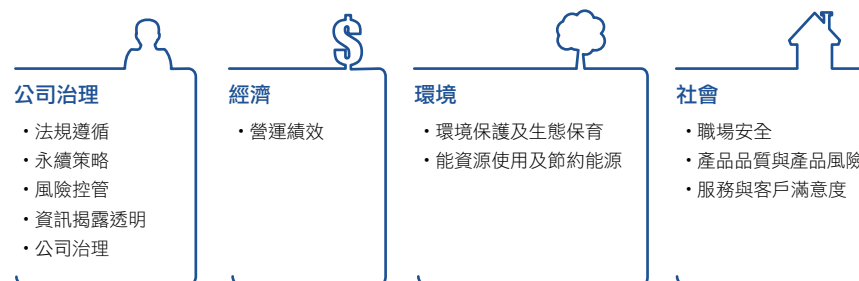 公司治理
・法規遵循
・永續策略
・風險控管
・資訊揭露透明
・公司治理
經濟
・營運績效
環境
・環境保護及生態保育
・能資源使用及節約能源
社會
・職場安全
・產品品質與產品風險
・服務與客戶滿意度